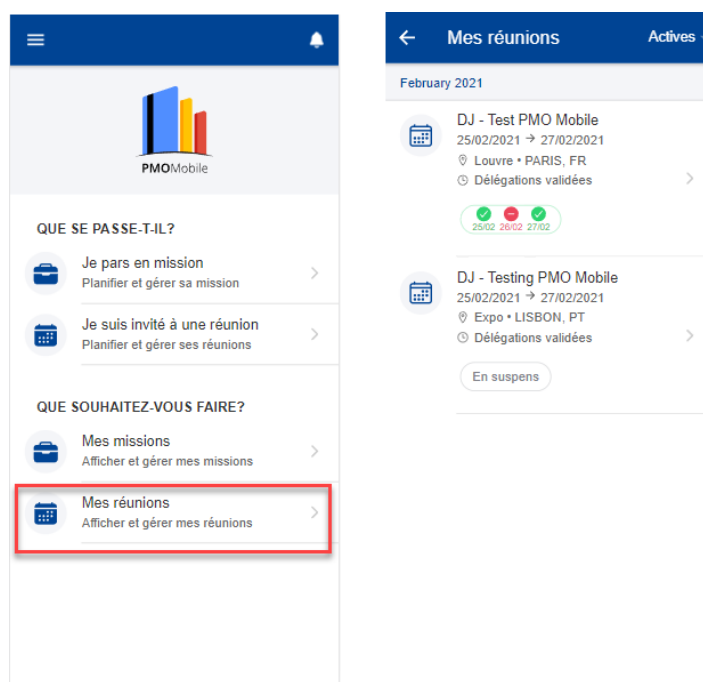 PMOMobile
QUE SE PASSE-T-IL?
Je pars en mission
Planifier et gérer sa mission
Je suis invité à une réunion
Planifier et gérer ses réunions
QUE SOUHAITEZ-VOUS FAIRE?
Mes missions
Afficher et gérer mes missions
Mes réunions
Afficher et gérer mes réunions
Mes réunions Actives
February 2021
DJ - Test PMO Mobile
25/02/2021 → 27/02/2021
Louvre • PARIS, FR
Délégations validées
25/02 26/02 27/02
DJ - Testing PMO Mobile
25/02/2021 → 27/02/2021
Expo • LISBON, PT
Délégations validées
En suspens